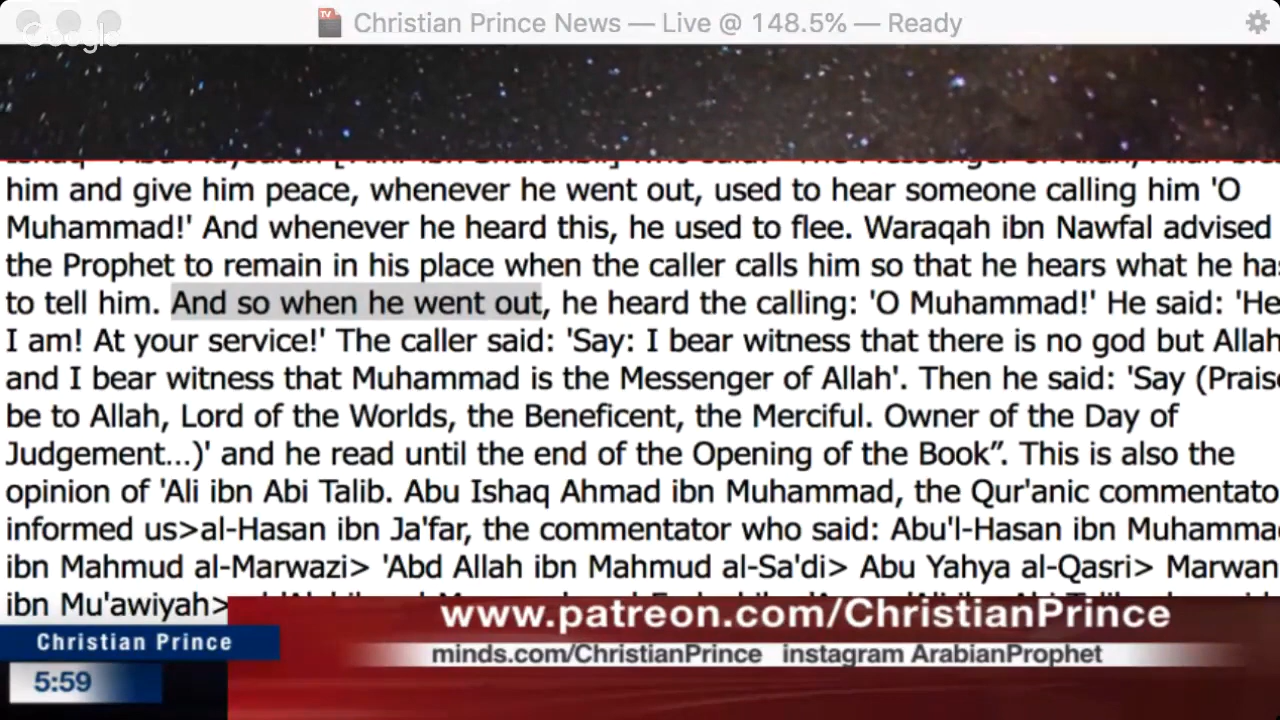 Christian Prince News — Live @ 148.5% — Ready
Google
him and give him peace, whenever he went out, used to hear someone calling him 'O
Muhammad!' And whenever he heard this, he used to flee. Waraqah ibn Nawfal advised
the Prophet to remain in his place when the caller calls him so that he hears what he has
to tell him. And so when he went out, he heard the calling: 'O Muhammad!' He said: 'He
I am! At your service!' The caller said: 'Say: I bear witness that there is no god but Allah
and I bear witness that Muhammad is the Messenger of Allah'. Then he said: 'Say (Praise
be to Allah, Lord of the Worlds, the Beneficent, the Merciful. Owner of the Day of
Judgement...)' and he read until the end of the Opening of the Book”. This is also the
opinion of 'Ali ibn Abi Talib. Abu Ishaq Ahmad ibn Muhammad, the Qur'anic commentato
informed us>al-Hasan ibn Ja'far, the commentator who said: Abu'l-Hasan ibn Muhammad
ibn Mahmud al-Marwazi> 'Abd Allah ibn Mahmud al-Sa'di> Abu Yahya al-Qasri> Marwan
ibn Mu'awiyah>
www.patreon.com/ChristianPrince
Christian Prince
minds.com/ChristianPrince instagram ArabianProphet
5:59